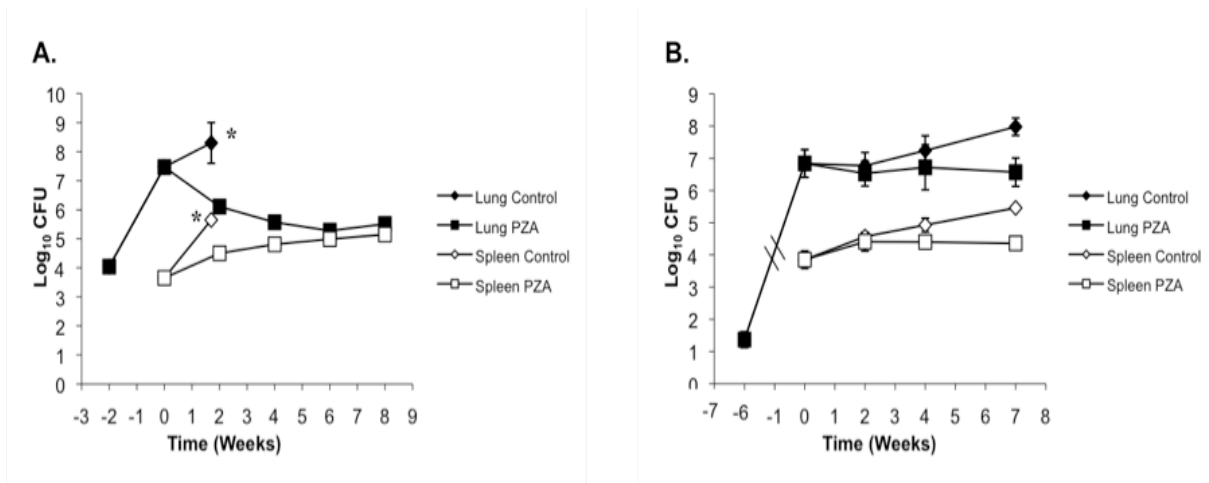 A.
10
9
8
7
6
5
4
3
2
1
0
Log10 CFU
-3 -2 -1 0 1 2 3 4 5 6 7 8 9
Time (Weeks)
*
*
Lung Control
Lung PZA
Spleen Control
Spleen PZA
B.
9
8
7
6
5
4
3
2
1
0
Log10 CFU
-7 -6 -1 0 1 2 3 4 5 6 7 8
Time (Weeks)
Lung Control
Lung PZA
Spleen Control
Spleen PZA